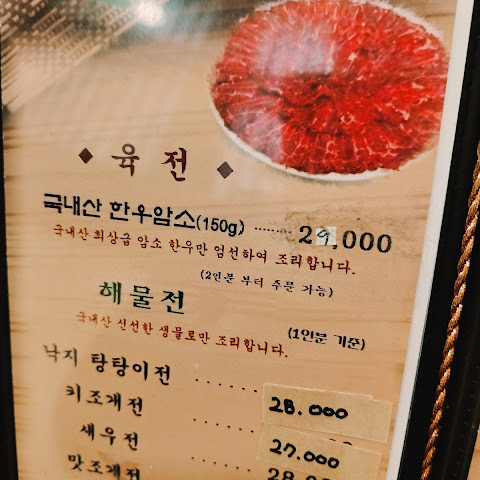 ◆ 육전 ◆
국내산 한우암소(150g) ········ 29,000
국내산 최상급 암소 한우만 엄선하여 조리합니다.
(2인분 부터 주문 가능)
해물전
국내산 신선한 생물로만 조리합니다. (1인분 기준)
낙지 탕탕이전 ······
28.000
키조개전 ······
27.000
새우전 ······
맛조개전